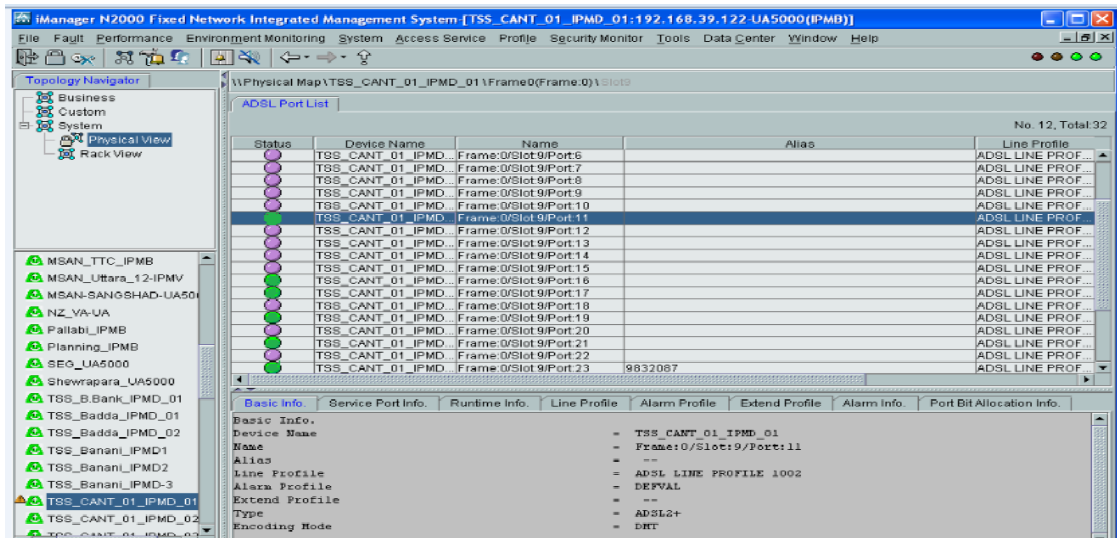 iManager N2000 Fixed Network Integrated Management System-[TSS_CANT_01_IPMD_01:192.168.39.122-UA5000(IPMB)]
File Fault Performance Environment Monitoring System Access Service Profile Security Monitor Tools Data Center Window Help
Topology Navigator
Business
Custom
System
Physical View
Rack View
MSAN_TTC_IPMB
MSAN_Uttara_12-IPMV
MSAN-SANGSHAD-UA50
NZ_VA-UA
Pallabi_IPMB
Planning_IPMB
SEG_UA5000
Shewrapara_UA5000
TSS_B.Bank_IPMD_01
TSS_Badda_IPMD_01
TSS_Badda_IPMD_02
TSS_Banani_IPMD1
TSS_Banani_IPMD2
TSS_Banani_IPMD-3
TSS_CANT_01_IPMD_01
TSS_CANT_01_IPMD_02
\\Physical Map\TSS_CANT_01_IPMD_01\Frame0(Frame:0)\Slot9
ADSL Port List
No. 12, Total:32
Status Device Name Name Alias Line Profile
TSS_CANT_01_IPMD... Frame:0/Slot:9/Port:6 ADSL LINE PROF...
TSS_CANT_01_IPMD... Frame:0/Slot:9/Port:7 ADSL LINE PROF...
TSS_CANT_01_IPMD... Frame:0/Slot:9/Port:8 ADSL LINE PROF...
TSS_CANT_01_IPMD... Frame:0/Slot:9/Port:9 ADSL LINE PROF...
TSS_CANT_01_IPMD... Frame:0/Slot:9/Port:10 ADSL LINE PROF...
TSS_CANT_01_IPMD... Frame:0/Slot:9/Port:11 ADSL LINE PROF...
TSS_CANT_01_IPMD... Frame:0/Slot:9/Port:12 ADSL LINE PROF...
TSS_CANT_01_IPMD... Frame:0/Slot:9/Port:13 ADSL LINE PROF...
TSS_CANT_01_IPMD... Frame:0/Slot:9/Port:14 ADSL LINE PROF...
TSS_CANT_01_IPMD... Frame:0/Slot:9/Port:15 ADSL LINE PROF...
TSS_CANT_01_IPMD... Frame:0/Slot:9/Port:16 ADSL LINE PROF...
TSS_CANT_01_IPMD... Frame:0/Slot:9/Port:17 ADSL LINE PROF...
TSS_CANT_01_IPMD... Frame:0/Slot:9/Port:18 ADSL LINE PROF...
TSS_CANT_01_IPMD... Frame:0/Slot:9/Port:19 ADSL LINE PROF...
TSS_CANT_01_IPMD... Frame:0/Slot:9/Port:20 ADSL LINE PROF...
TSS_CANT_01_IPMD... Frame:0/Slot:9/Port:21 ADSL LINE PROF...
TSS_CANT_01_IPMD... Frame:0/Slot:9/Port:22 ADSL LINE PROF...
TSS_CANT_01_IPMD... Frame:0/Slot:9/Port:23 9832087 ADSL LINE PROF...
Basic Info. Service Port Info. Runtime Info. Line Profile Alarm Profile Extend Profile Alarm Info. Port Bit Allocation Info.
Basic Info.
Device Name = TSS_CANT_01_IPMD_01
Name = Frame:0/Slot:9/Port:11
Alias = --
Line Profile = ADSL LINE PROFILE 1002
Alarm Profile = DEFVAL
Extend Profile = --
Type = ADSL2+
Encoding Mode = DMT